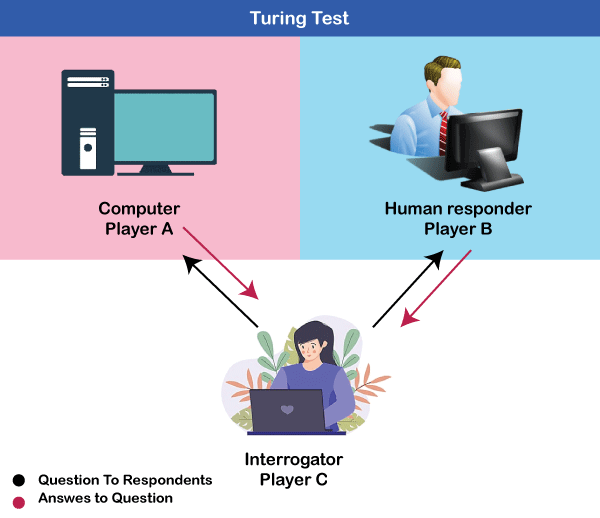 Turing Test
Computer
Player A
Human responder
Player B
Interrogator
Player C
Question To Respondents
Answes to Question